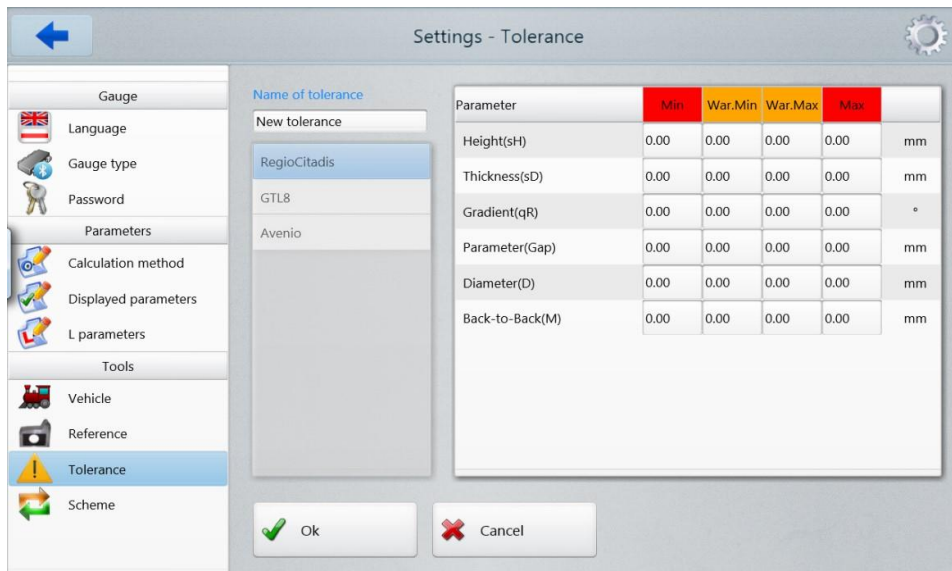 Settings - Tolerance
Gauge
Language
Gauge type
Password
Parameters
Calculation method
Displayed parameters
L parameters
Tools
Vehicle
Reference
Tolerance
Scheme
Name of tolerance
New tolerance
RegioCitadis
GTL8
Avenio
Parameter Min War.Min War.Max Max
Height(sH) 0.00 0.00 0.00 0.00 mm
Thickness(sD) 0.00 0.00 0.00 0.00 mm
Gradient(qR) 0.00 0.00 0.00 0.00 °
Parameter(Gap) 0.00 0.00 0.00 0.00 mm
Diameter(D) 0.00 0.00 0.00 0.00 mm
Back-to-Back(M) 0.00 0.00 0.00 0.00 mm
Ok
Cancel